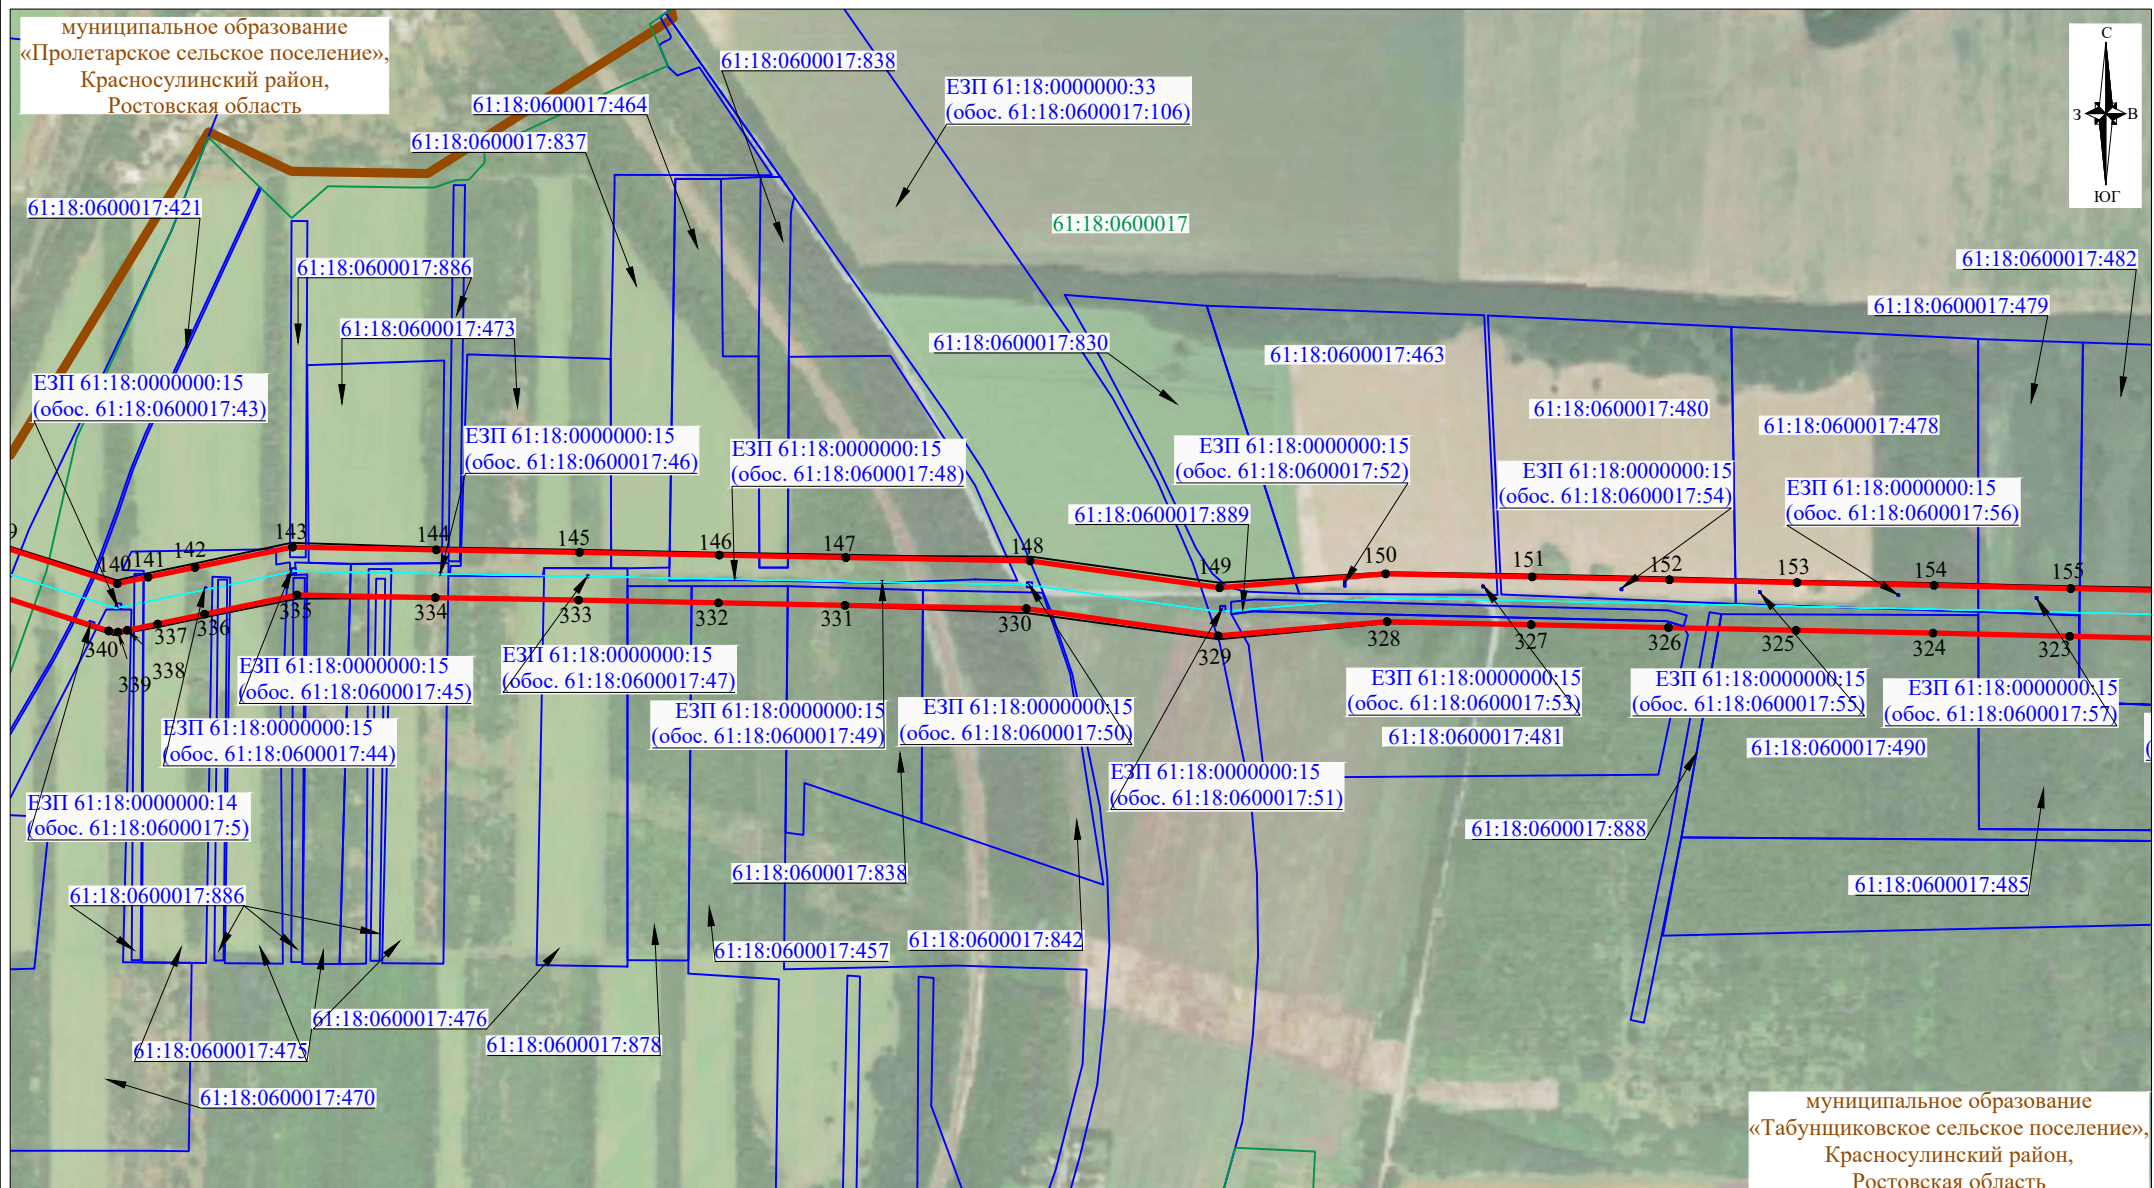 муниципальное образование
«Пролетарское сельское поселение»,
Красносулинский район,
Ростовская область
61:18:0600017:838
61:18:0600017:464
61:18:0600017:837
ЕЗП 61:18:0000000:33
(обос. 61:18:0600017:106)
С
З
В
ЮГ
61:18:0600017:421
61:18:0600017
61:18:0600017:886
61:18:0600017:482
61:18:0600017:479
61:18:0600017:473
61:18:0600017:830
61:18:0600017:463
ЕЗП 61:18:0000000:15
(обос. 61:18:0600017:43)
61:18:0600017:480
61:18:0600017:478
ЕЗП 61:18:0000000:15
(обос. 61:18:0600017:46)
ЕЗП 61:18:0000000:15
(обос. 61:18:0600017:48)
ЕЗП 61:18:0000000:15
(обос. 61:18:0600017:52)
ЕЗП 61:18:0000000:15
(обос. 61:18:0600017:54)
ЕЗП 61:18:0000000:15
(обос. 61:18:0600017:56)
61:18:0600017:889
9
140
141
142
143
144
145
146
147
148
149
150
151
152
153
154
155
340
339
338
337
336
335
334
333
332
331
330
329
328
327
326
325
324
323
ЕЗП 61:18:0000000:15
(обос. 61:18:0600017:45)
ЕЗП 61:18:0000000:15
(обос. 61:18:0600017:47)
ЕЗП 61:18:0000000:15
(обос. 61:18:0600017:49)
ЕЗП 61:18:0000000:15
(обос. 61:18:0600017:50)
ЕЗП 61:18:0000000:15
(обос. 61:18:0600017:53)
ЕЗП 61:18:0000000:15
(обос. 61:18:0600017:55)
ЕЗП 61:18:0000000:15
(обос. 61:18:0600017:57)
ЕЗП 61:18:0000000:15
(обос. 61:18:0600017:44)
61:18:0600017:481
61:18:0600017:490
(
ЕЗП 61:18:0000000:15
(обос. 61:18:0600017:51)
ЕЗП 61:18:0000000:14
(обос. 61:18:0600017:5)
61:18:0600017:888
61:18:0600017:838
61:18:0600017:485
61:18:0600017:886
61:18:0600017:842
61:18:0600017:457
61:18:0600017:476
61:18:0600017:878
61:18:0600017:475
61:18:0600017:470
муниципальное образование
«Табунщиковское сельское поселение»,
Красносулинский район,
Ростовская область